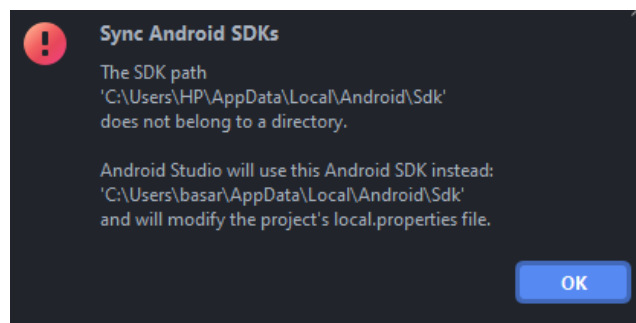 Sync Android SDKs
The SDK path
'C:\Users\HP\AppData\Local\Android\Sdk'
does not belong to a directory.
Android Studio will use this Android SDK instead:
'C:\Users\basar\AppData\Local\Android\Sdk'
and will modify the project's local.properties file.
OK